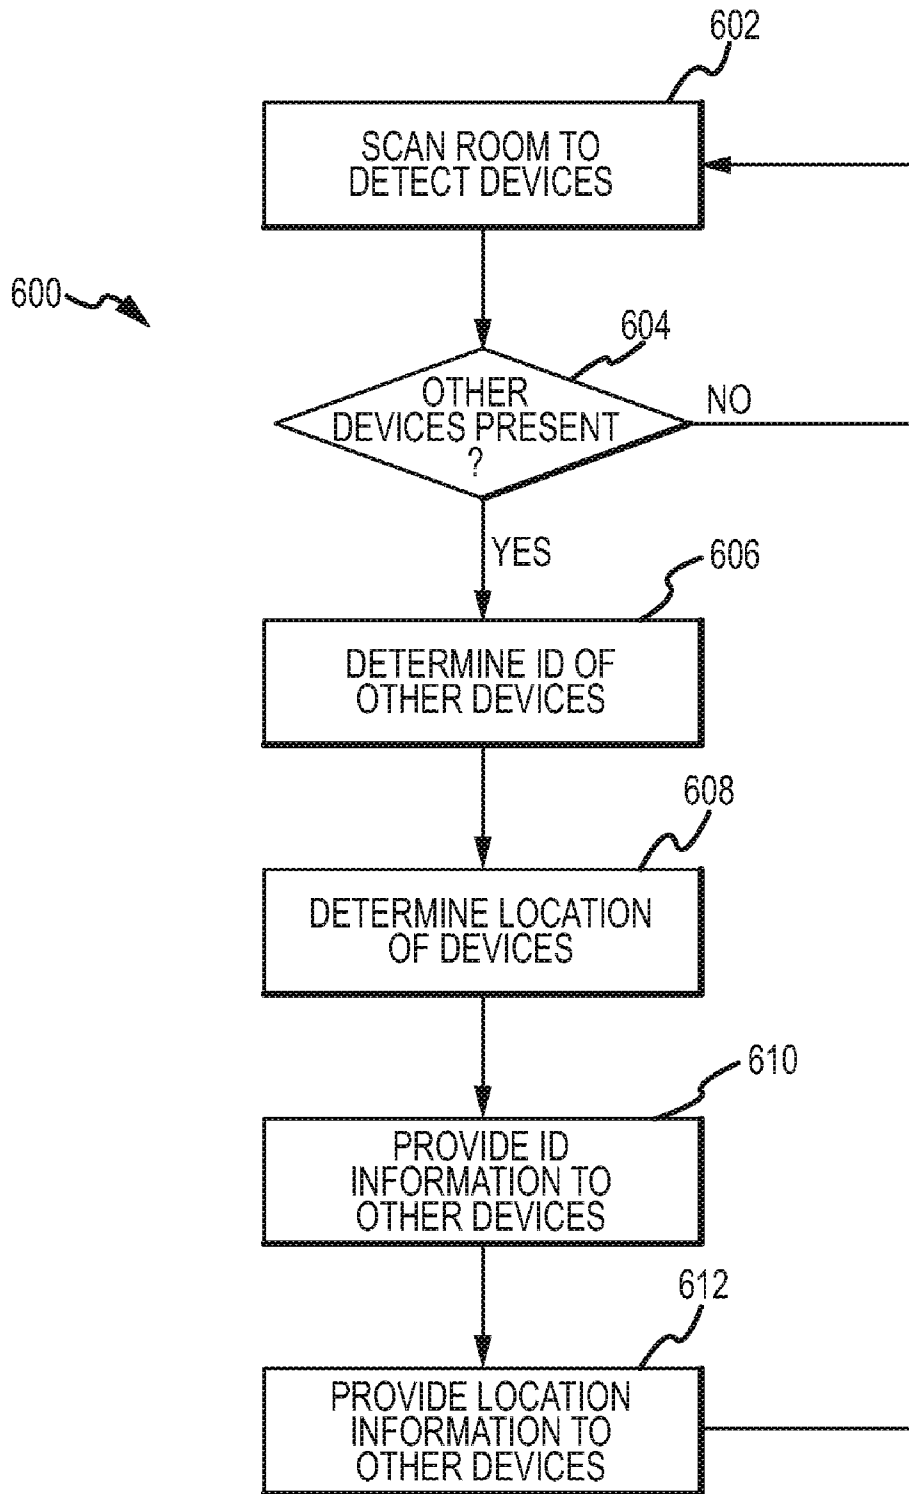 602
SCAN ROOM TO
DETECT DEVICES
600
604
OTHER
DEVICES PRESENT
?
NO
YES
606
DETERMINE ID OF
OTHER DEVICES
608
DETERMINE LOCATION
OF DEVICES
610
PROVIDE ID
INFORMATION TO
OTHER DEVICES
612
PROVIDE LOCATION
INFORMATION TO
OTHER DEVICES